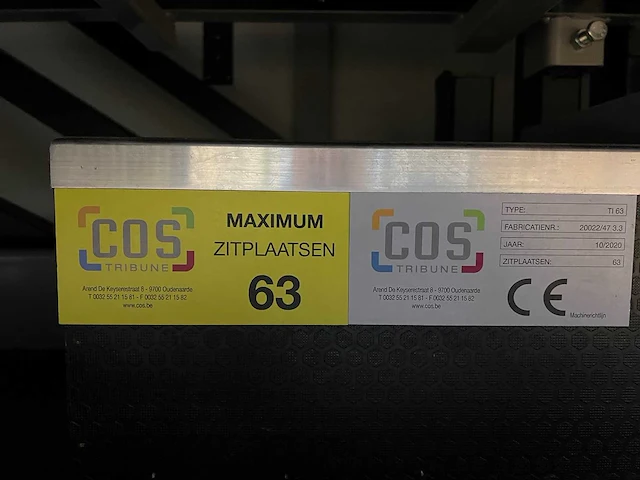 COS
TRIBUNE
Arend De Keyserestraat 8 - 9700 Oudenaarde
T 0032 55 21 15 81 - F 0032 55 21 15 82
www.cos.be
MAXIMUM
ZITPLAATSEN
63
COS
TRIBUNE
Arend De Keyserestraat 8 - 9700 Oudenaarde
T 0032 55 21 15 81 - F 0032 55 21 15 82
www.cos.be
TYPE: TI 63
FABRICATIENR.: 20022/47 3.3
JAAR: 10/2020
ZITPLAATSEN: 63
CE Machinerichtlijn